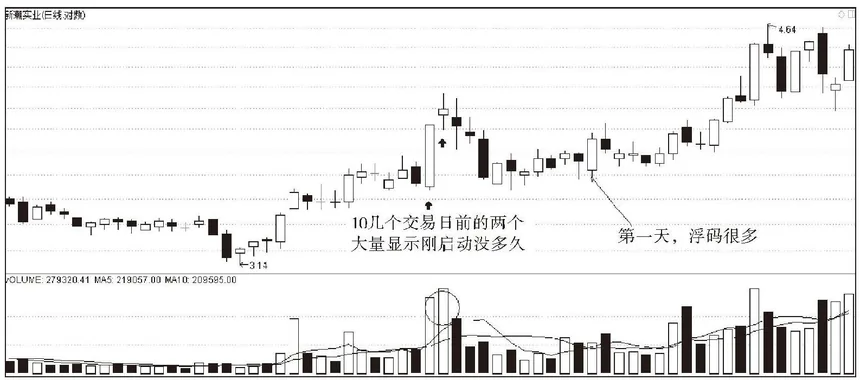 新潮实业(日线.对数)
4.64
10几个交易日前的两个
大量显示刚启动没多久
第一天，浮码很多
3.14
VOLUME: 279320.41 MA5: 219057.00 MA10: 209595.00